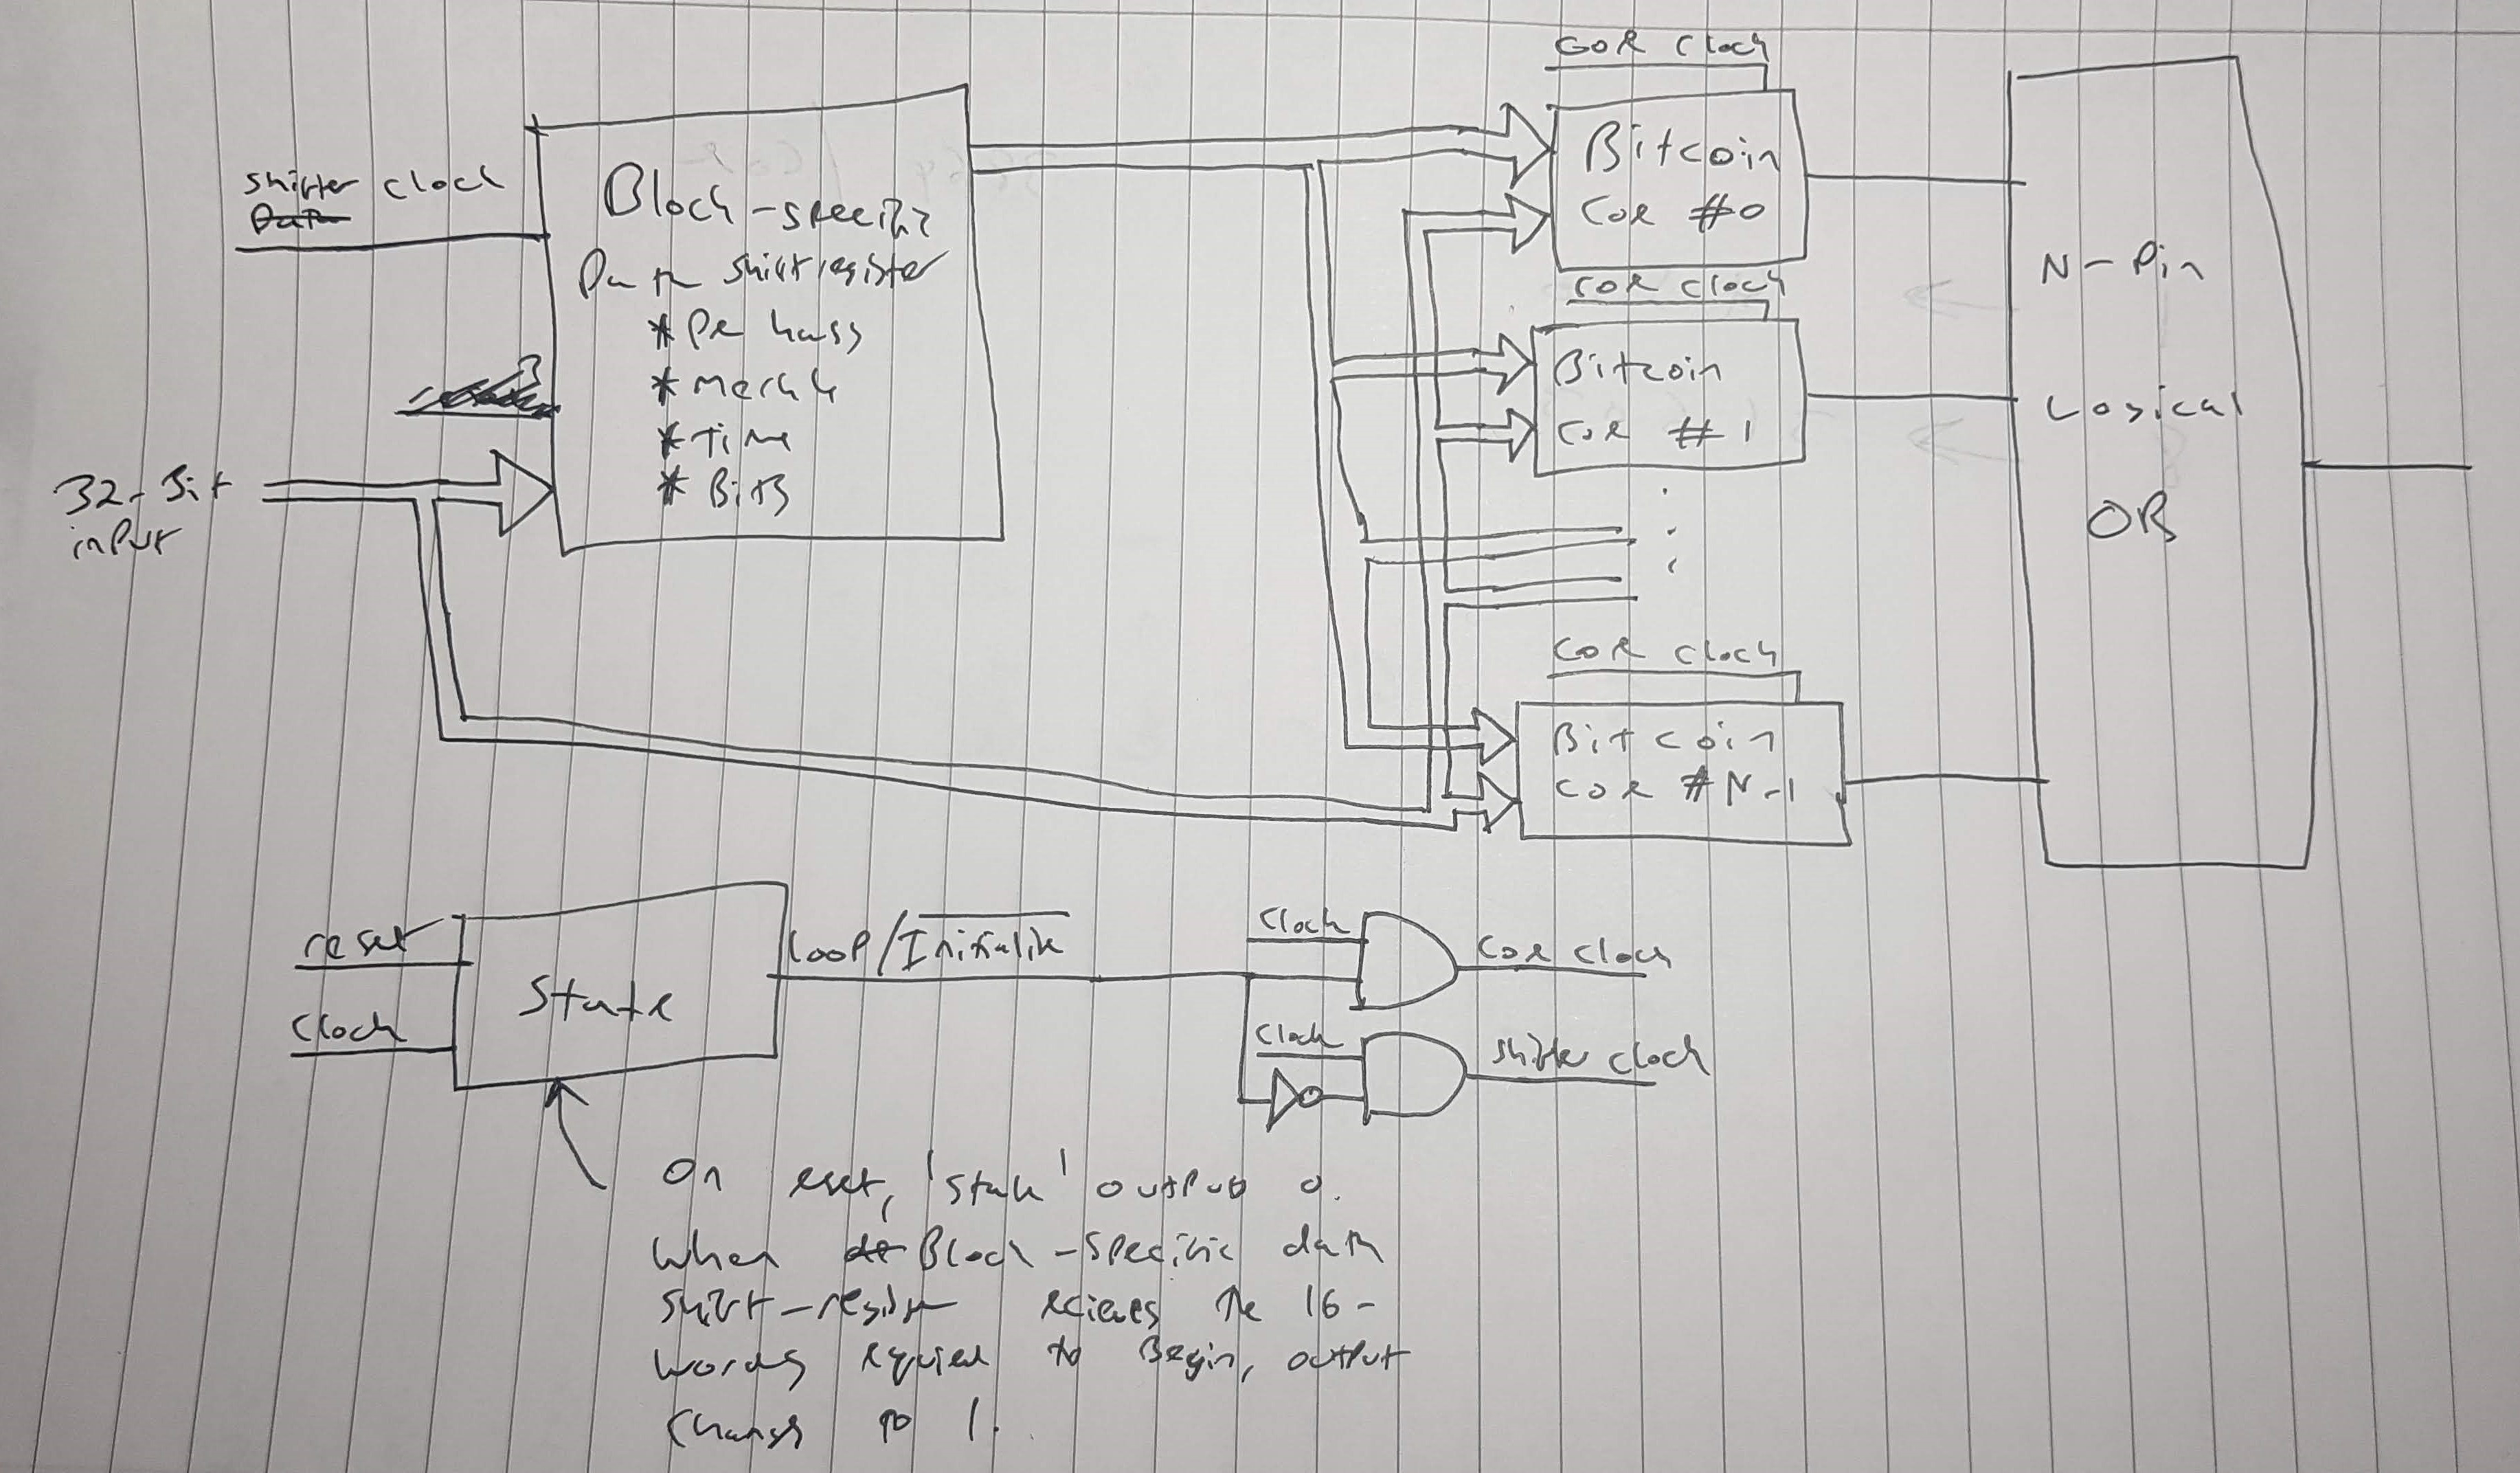 shifter clock
Data
Block-specific
Data shift register
* Pre hass
* Merkle
* Time
* Bits
32-Bit
input
Core Clock
Bitcoin
Core #0
Core Clock
Bitcoin
Core #1
Core Clock
Bitcoin
Core #N-1
N-Pin
Logical
OR
reset
Clock
State
Loop/Initialize
Clock
Core Clock
Clock
shifter clock
On reset, 'state' outputs 0.
When Block-specific data
shift-register recieves the 16-
words required to Begin, output
Changes to 1.